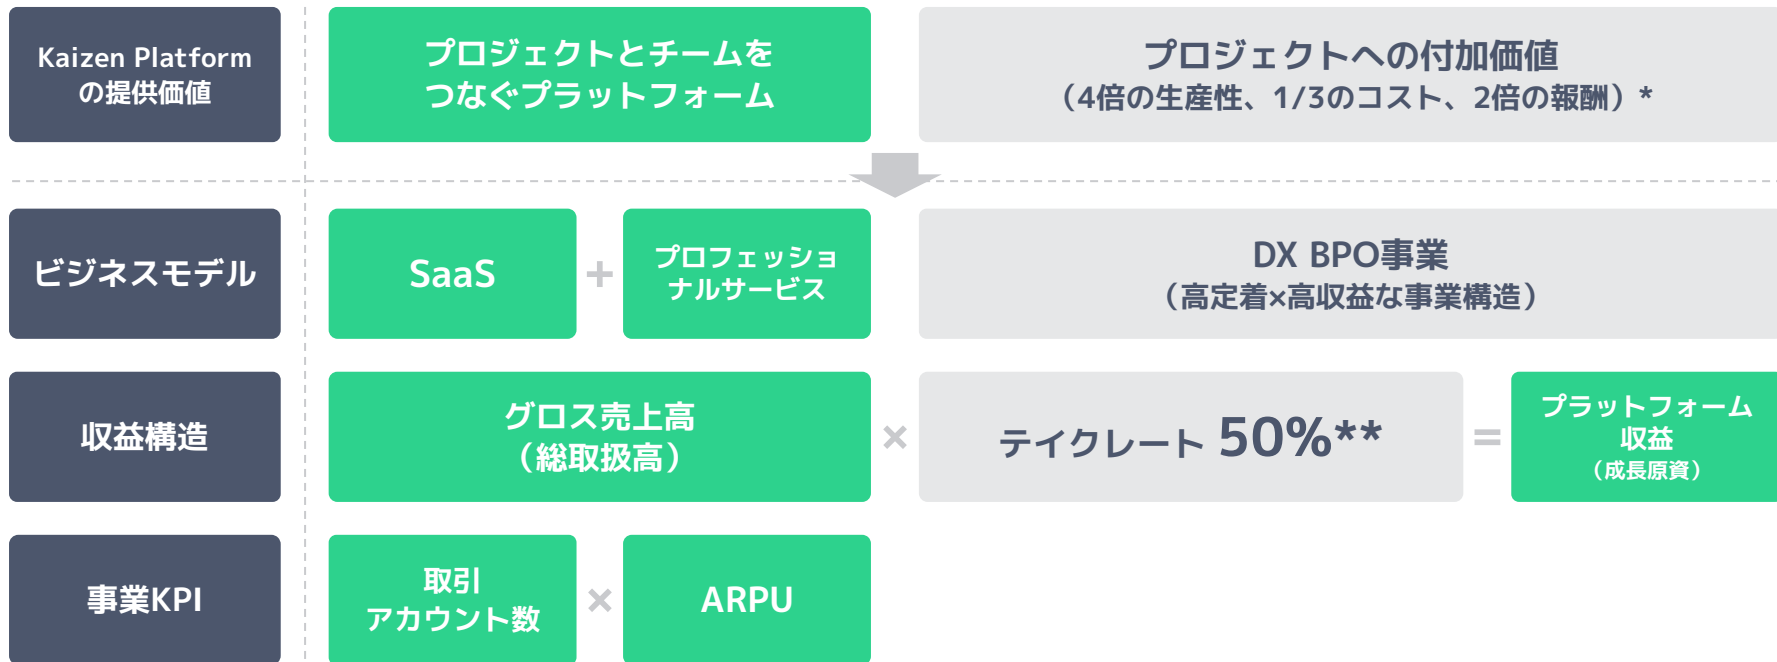 Kaizen Platform
の提供価値
プロジェクトとチームを
つなぐプラットフォーム
プロジェクトへの付加価値
（4倍の生産性、1/3のコスト、2倍の報酬）*
ビジネスモデル
SaaS
+
プロフェッショ
ナルサービス
DX BPO事業
（高定着×高収益な事業構造）
収益構造
グロス売上高
（総取扱高）
×
テイクレート 50%**
=
プラットフォーム
収益
（成長原資）
事業KPI
取引
アカウント数
×
ARPU